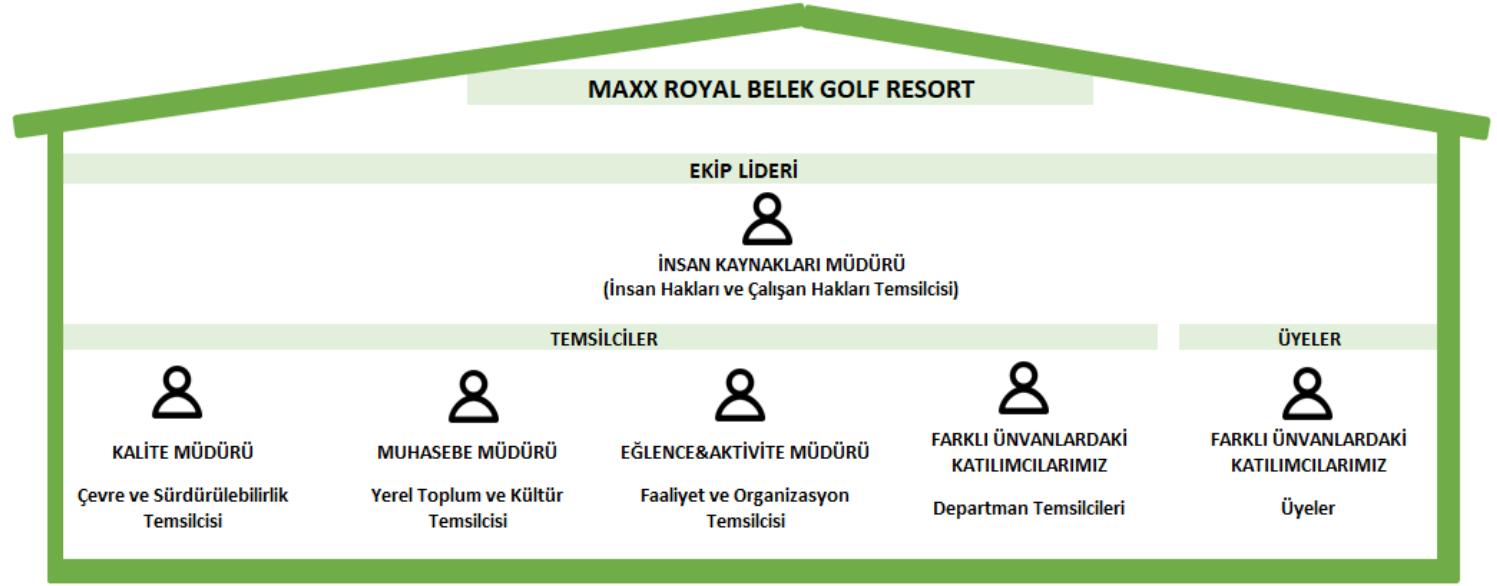 MAXX ROYAL BELEK GOLF RESORT
EKİP LİDERİ
İNSAN KAYNAKLARI MÜDÜRÜ
(İnsan Hakları ve Çalışan Hakları Temsilcisi)
TEMSİLCİLER
ÜYELER
KALİTE MÜDÜRÜ
Çevre ve Sürdürülebilirlik
Temsilcisi
MUHASEBE MÜDÜRÜ
Yerel Toplum ve Kültür
Temsilcisi
EĞLENCE&AKTİVİTE MÜDÜRÜ
Faaliyet ve Organizasyon
Temsilcisi
FARKLI ÜNVANLARDAKİ
KATILIMCILARIMIZ
Departman Temsilcileri
FARKLI ÜNVANLARDAKİ
KATILIMCILARIMIZ
Üyeler